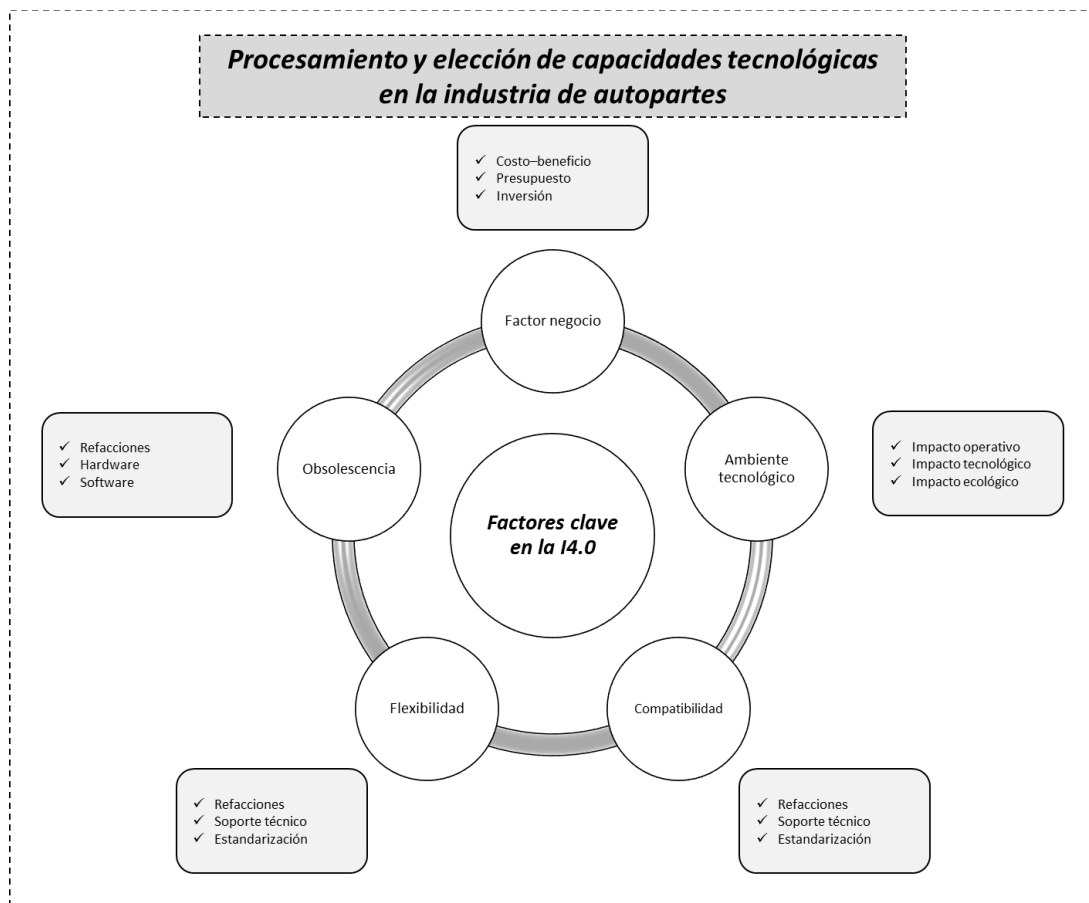 Procesamiento y elección de capacidades tecnológicas
en la industria de autopartes
✓ Costo–beneficio
✓ Presupuesto
✓ Inversión
Factor negocio
✓ Refacciones
✓ Hardware
✓ Software
Obsolescencia
Ambiente
tecnológico
✓ Impacto operativo
✓ Impacto tecnológico
✓ Impacto ecológico
Factores clave
en la I4.0
Flexibilidad
Compatibilidad
✓ Refacciones
✓ Soporte técnico
✓ Estandarización
✓ Refacciones
✓ Soporte técnico
✓ Estandarización